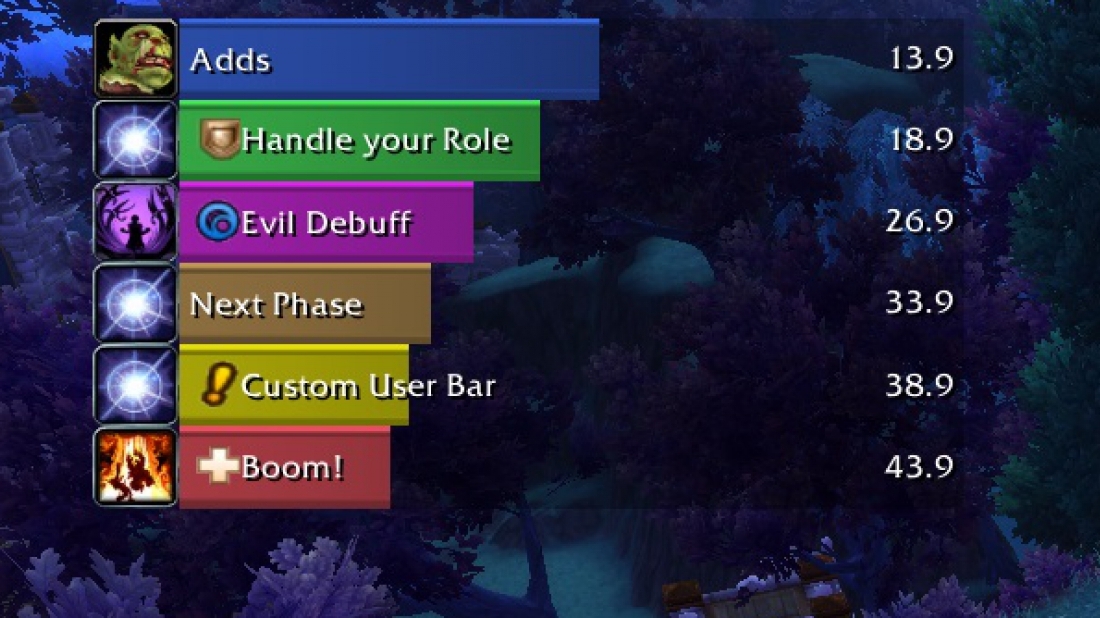 Adds 13.9
Handle your Role 18.9
Evil Debuff 26.9
Next Phase 33.9
Custom User Bar 38.9
Boom! 43.9